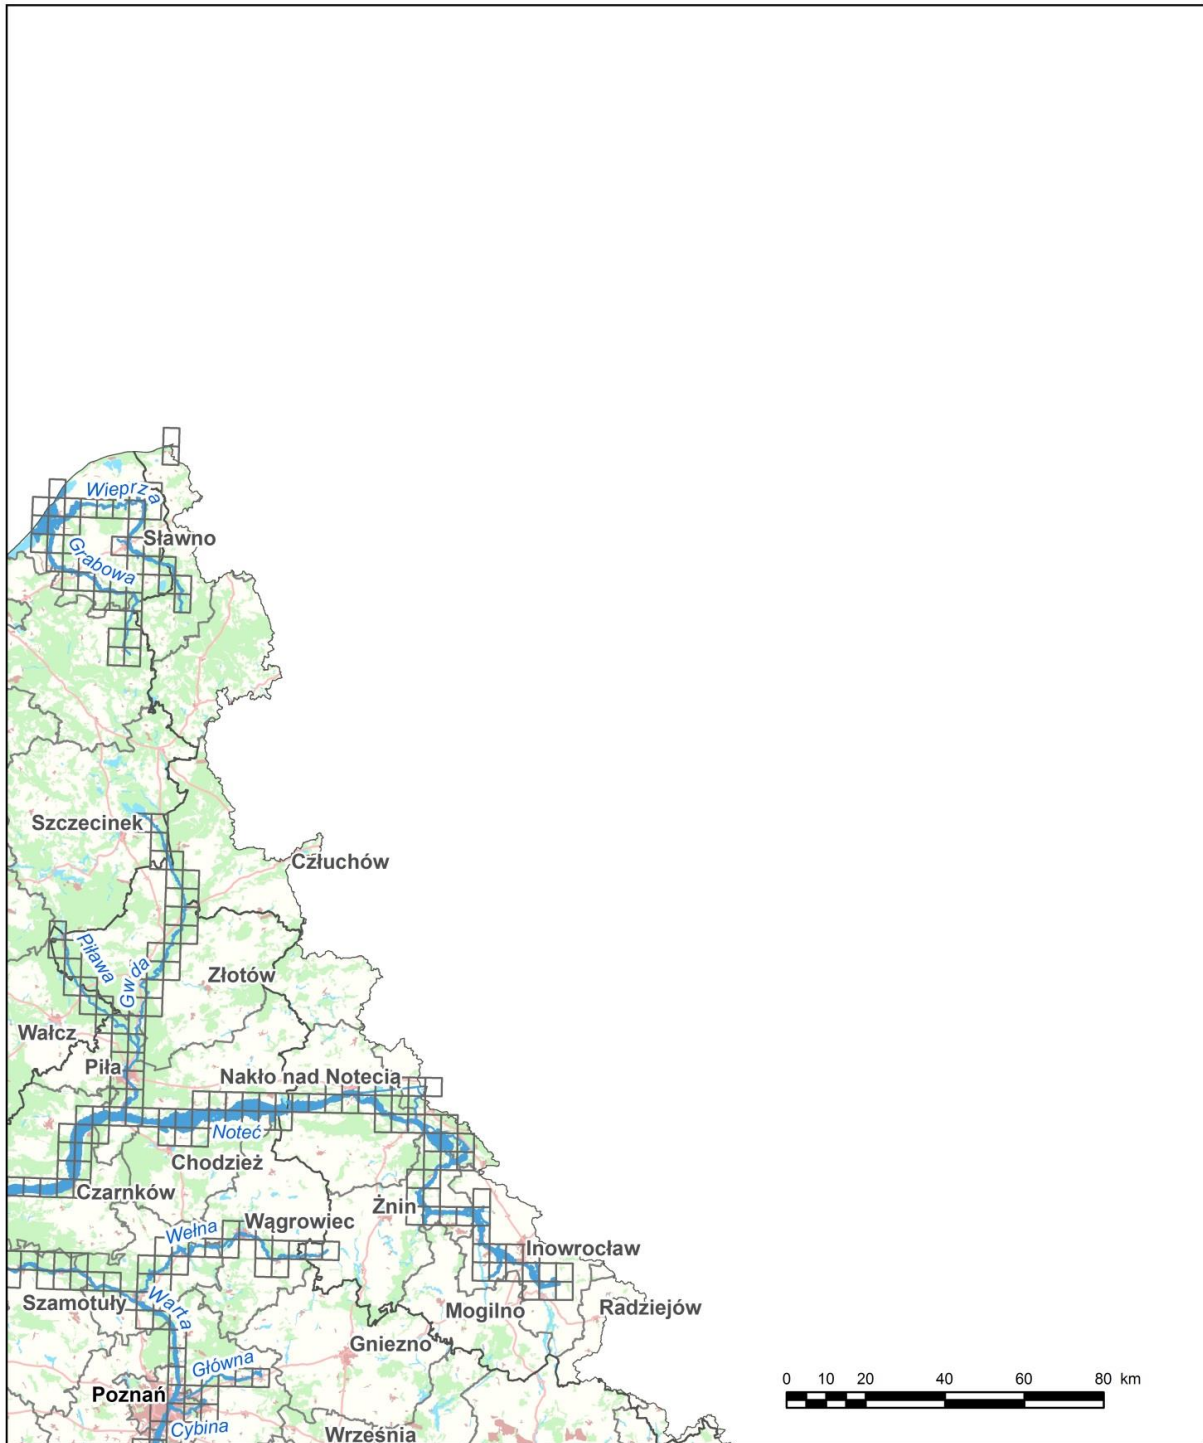 Wieprza
Sławno
Grabowa
Szczecinek
Człuchów
Piława
Gwda
Złotów
Wałcz
Piła
Nakło nad Notecią
Noteć
Chodzież
Czarnków
Żnin
Wełna
Wągrowiec
Inowrocław
Szamotuły
Warta
Mogilno
Radziejów
Gniezno
Główna
0 10 20 40 60 80 km
Poznań
Cybina
Września